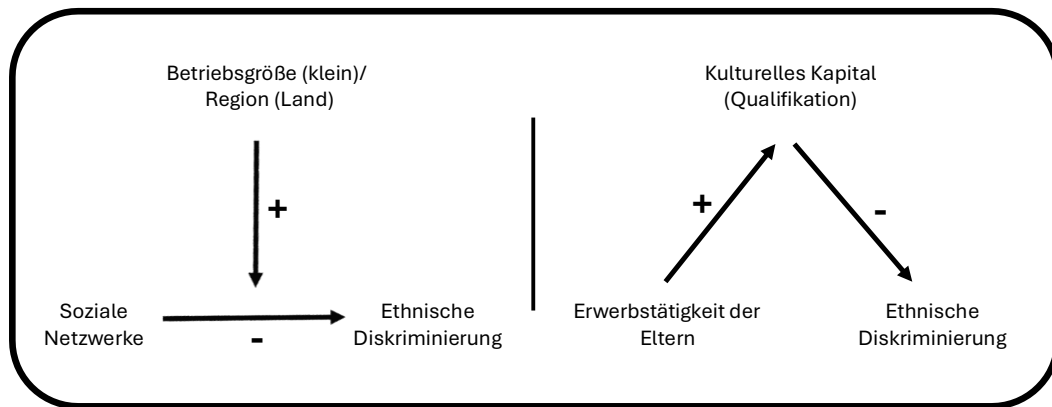 Betriebsgröße (klein)/
Region (Land)
+
Soziale
Netzwerke
-
Ethnische
Diskriminierung
Kulturelles Kapital
(Qualifikation)
+
-
Erwerbstätigkeit der
Eltern
Ethnische
Diskriminierung